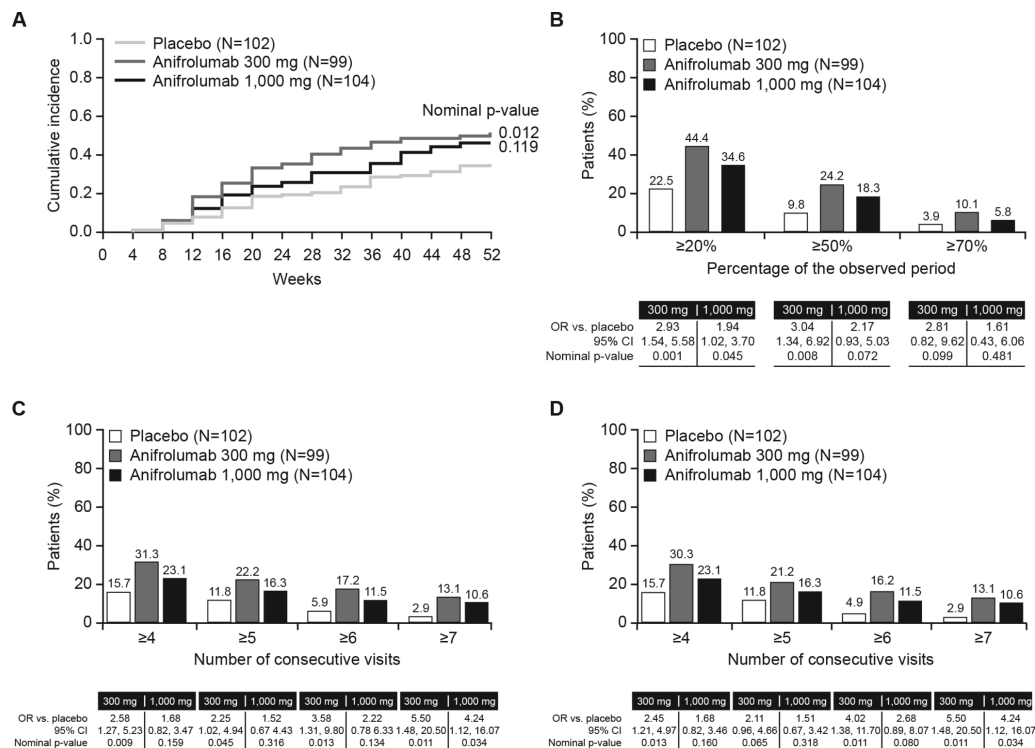 A
Placebo (N=102)
Anifrolumab 300 mg (N=99)
Anifrolumab 1,000 mg (N=104)
Nominal p-value
0.012
0.119
Cumulative incidence
1.0
0.8
0.6
0.4
0.2
0.0
0 4 8 12 16 20 24 28 32 36 40 44 48 52
Weeks
B
Placebo (N=102)
Anifrolumab 300 mg (N=99)
Anifrolumab 1,000 mg (N=104)
Patients (%)
100
80
60
40
20
0
22.5 44.4 34.6 9.8 24.2 18.3 3.9 10.1 5.8
≥20% ≥50% ≥70%
Percentage of the observed period
300 mg 1,000 mg 300 mg 1,000 mg 300 mg 1,000 mg
OR vs. placebo 2.93 1.94 3.04 2.17 2.81 1.61
95% CI 1.54, 5.58 1.02, 3.70 1.34, 6.92 0.93, 5.03 0.82, 9.62 0.43, 6.06
Nominal p-value 0.001 0.045 0.008 0.072 0.099 0.481
C
Placebo (N=102)
Anifrolumab 300 mg (N=99)
Anifrolumab 1,000 mg (N=104)
Patients (%)
100
80
60
40
20
0
15.7 31.3 23.1 11.8 22.2 16.3 5.9 17.2 11.5 2.9 13.1 10.6
≥4 ≥5 ≥6 ≥7
Number of consecutive visits
300 mg 1,000 mg 300 mg 1,000 mg 300 mg 1,000 mg 300 mg 1,000 mg
OR vs. placebo 2.58 1.68 2.25 1.52 3.58 2.22 5.50 4.24
95% CI 1.27, 5.23 0.82, 3.47 1.02, 4.94 0.67 4.43 1.31, 9.80 0.78 6.33 1.48, 20.50 1.12, 16.07
Nominal p-value 0.009 0.159 0.045 0.316 0.013 0.134 0.011 0.034
D
Placebo (N=102)
Anifrolumab 300 mg (N=99)
Anifrolumab 1,000 mg (N=104)
Patients (%)
100
80
60
40
20
0
15.7 30.3 23.1 11.8 21.2 16.3 4.9 16.2 11.5 2.9 13.1 10.6
≥4 ≥5 ≥6 ≥7
Number of consecutive visits
300 mg 1,000 mg 300 mg 1,000 mg 300 mg 1,000 mg 300 mg 1,000 mg
OR vs. placebo 2.45 1.68 2.11 1.51 4.02 2.68 5.50 4.24
95% CI 1.21, 4.97 0.82, 3.46 0.96, 4.66 0.67, 3.42 1.38, 11.70 0.89, 8.07 1.48, 20.50 1.12, 16.07
Nominal p-value 0.013 0.160 0.065 0.318 0.011 0.080 0.011 0.034